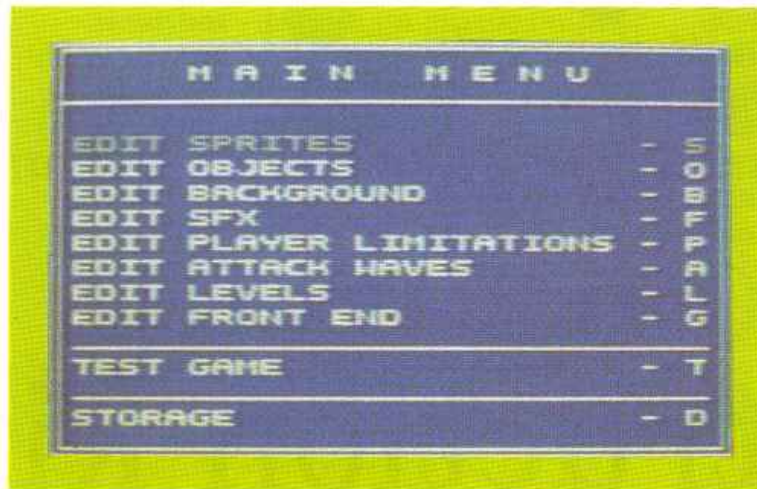 MAIN MENU
EDIT SPRITES - S
EDIT OBJECTS - O
EDIT BACKGROUND - B
EDIT SFX - F
EDIT PLAYER LIMITATIONS - P
EDIT ATTACK WAVES - A
EDIT LEVELS - L
EDIT FRONT END - G
TEST GAME - T
STORAGE - D